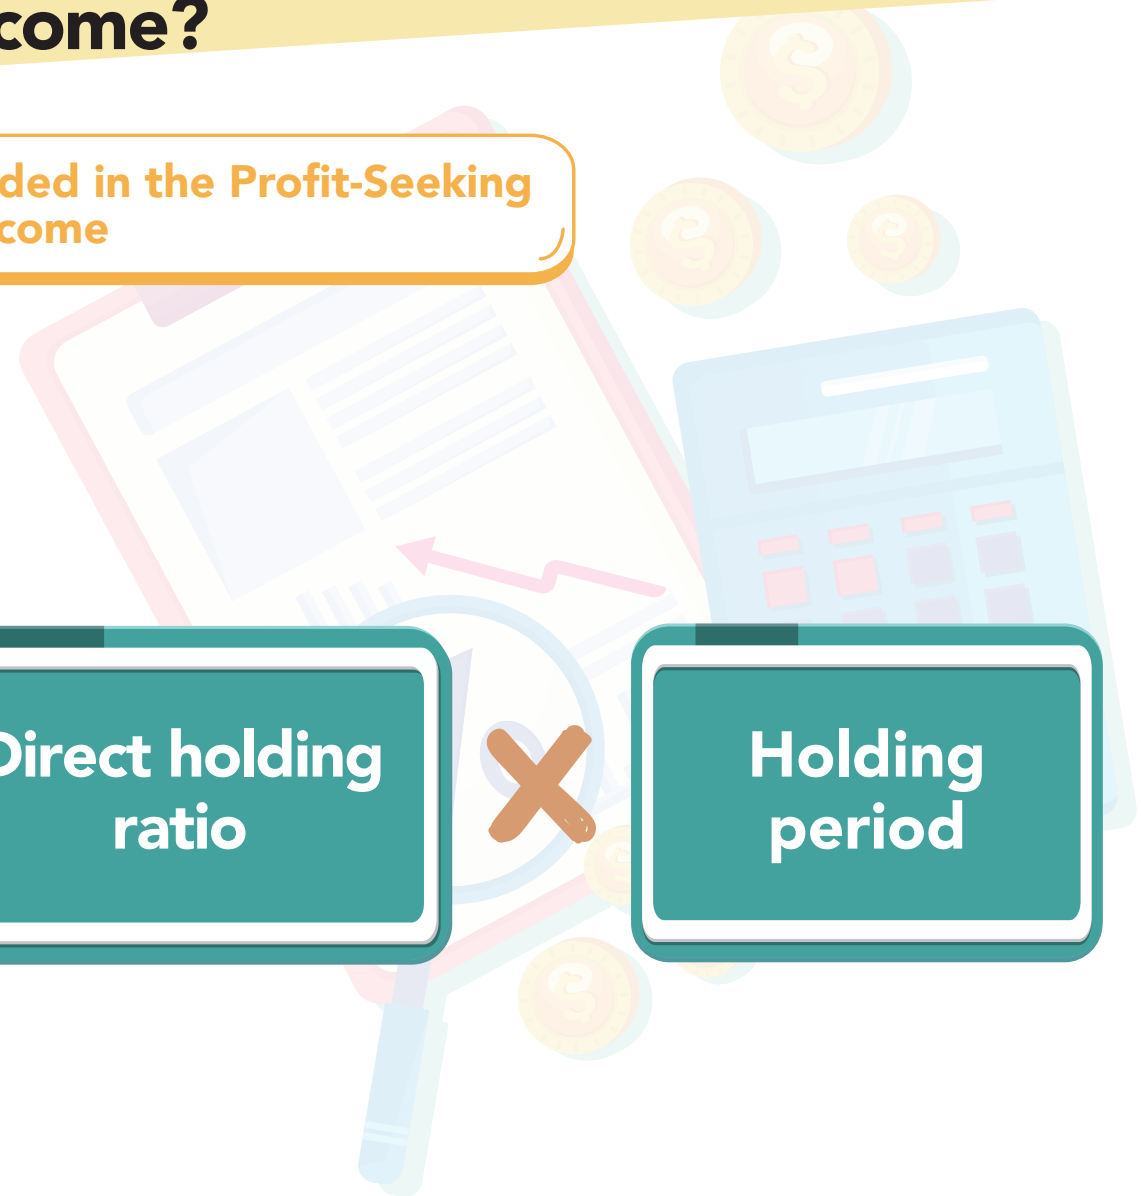 come?
ded in the Profit-Seeking
come
Direct holding
ratio
Holding
period